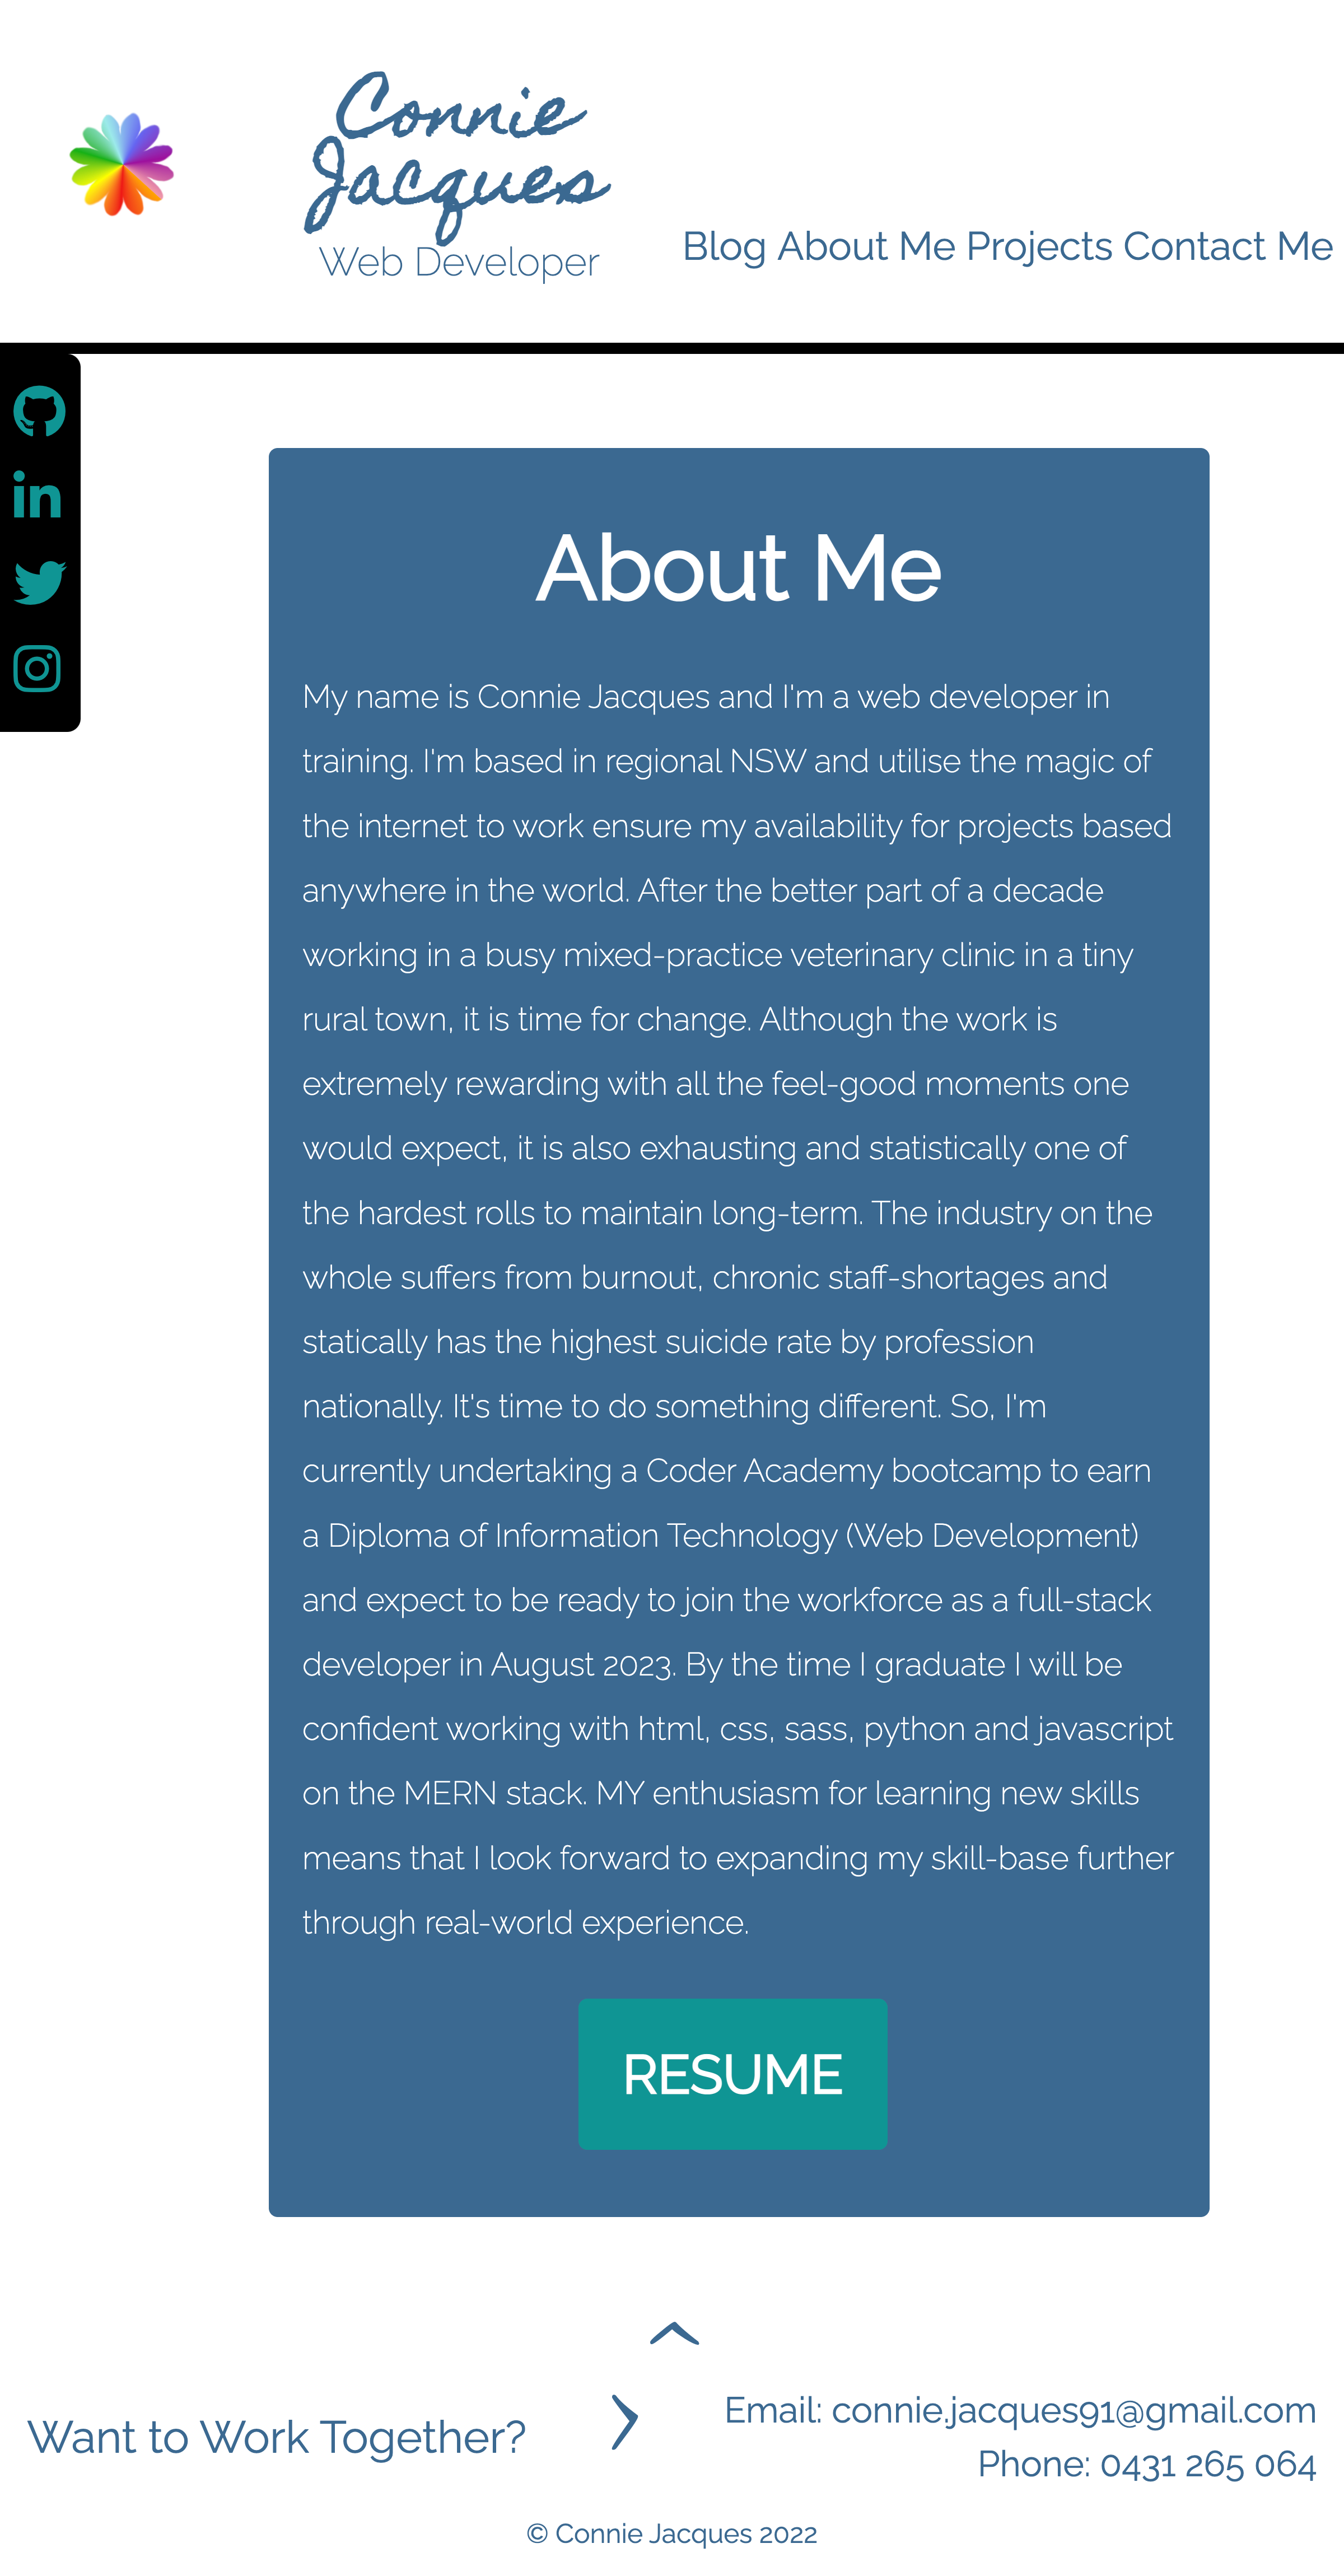 Connie
Jacques
Web Developer
Blog About Me Projects Contact Me
in
About Me
My name is Connie Jacques and I'm a web developer in
training. I'm based in regional NSW and utilise the magic of
the internet to work ensure my availability for projects based
anywhere in the world. After the better part of a decade
working in a busy mixed-practice veterinary clinic in a tiny
rural town, it is time for change. Although the work is
extremely rewarding with all the feel-good moments one
would expect, it is also exhausting and statistically one of
the hardest rolls to maintain long-term. The industry on the
whole suffers from burnout, chronic staff-shortages and
statically has the highest suicide rate by profession
nationally. It's time to do something different. So, I'm
currently undertaking a Coder Academy bootcamp to earn
a Diploma of Information Technology (Web Development)
and expect to be ready to join the workforce as a full-stack
developer in August 2023. By the time I graduate I will be
confident working with html, css, sass, python and javascript
on the MERN stack. MY enthusiasm for learning new skills
means that I look forward to expanding my skill-base further
through real-world experience.
RESUME
Want to Work Together?
Email: connie.jacques91@gmail.com
Phone: 0431 265 064
© Connie Jacques 2022